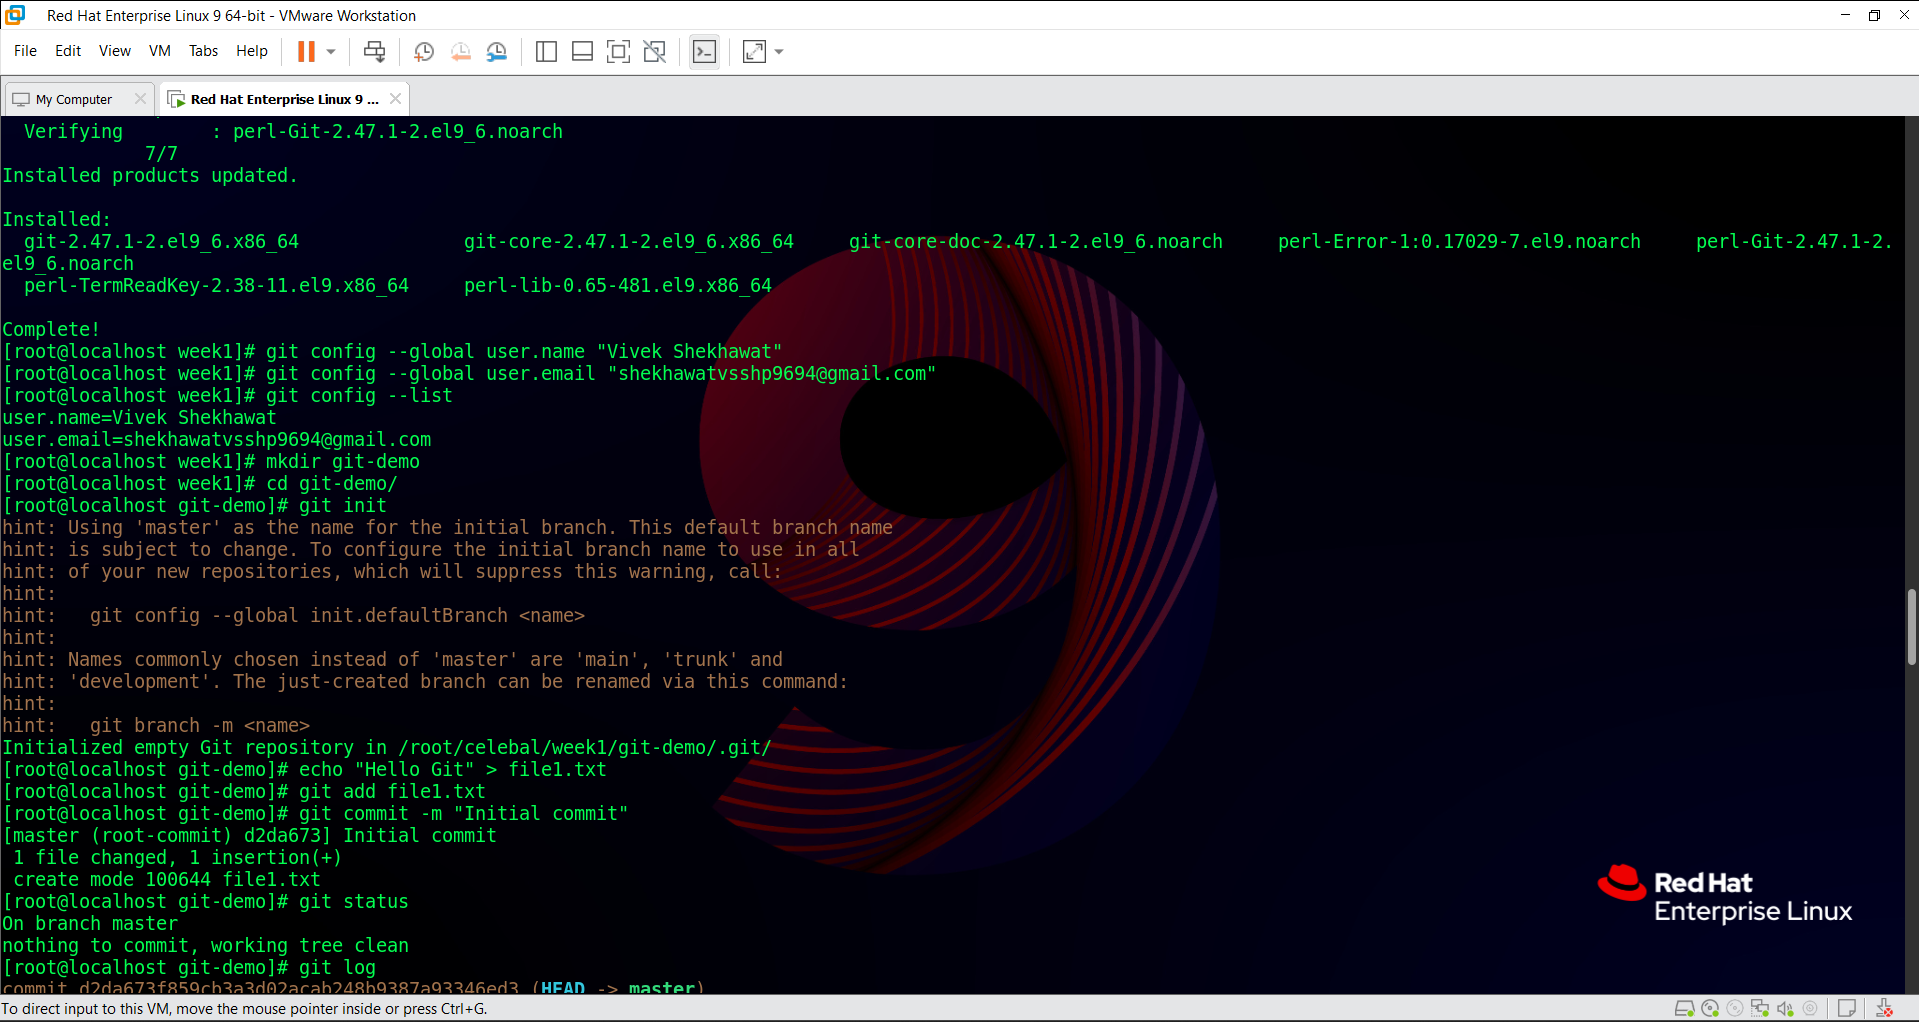 Red Hat Enterprise Linux 9 64-bit - VMware Workstation
File Edit View VM Tabs Help
My Computer
Red Hat Enterprise Linux 9 ...
  Verifying        : perl-Git-2.47.1-2.el9_6.noarch
             7/7
Installed products updated.
Installed:
  git-2.47.1-2.el9_6.x86_64               git-core-2.47.1-2.el9_6.x86_64     git-core-doc-2.47.1-2.el9_6.noarch     perl-Error-1:0.17029-7.el9.noarch     perl-Git-2.47.1-2.
el9_6.noarch
  perl-TermReadKey-2.38-11.el9.x86_64     perl-lib-0.65-481.el9.x86_64
Complete!
[root@localhost week1]# git config --global user.name "Vivek Shekhawat"
[root@localhost week1]# git config --global user.email "shekhawatvsshp9694@gmail.com"
[root@localhost week1]# git config --list
user.name=Vivek Shekhawat
user.email=shekhawatvsshp9694@gmail.com
[root@localhost week1]# mkdir git-demo
[root@localhost week1]# cd git-demo/
[root@localhost git-demo]# git init
hint: Using 'master' as the name for the initial branch. This default branch name
hint: is subject to change. To configure the initial branch name to use in all
hint: of your new repositories, which will suppress this warning, call:
hint:
hint:   git config --global init.defaultBranch <name>
hint:
hint: Names commonly chosen instead of 'master' are 'main', 'trunk' and
hint: 'development'. The just-created branch can be renamed via this command:
hint:
hint:   git branch -m <name>
Initialized empty Git repository in /root/celebal/week1/git-demo/.git/
[root@localhost git-demo]# echo "Hello Git" > file1.txt
[root@localhost git-demo]# git add file1.txt
[root@localhost git-demo]# git commit -m "Initial commit"
[master (root-commit) d2da673] Initial commit
 1 file changed, 1 insertion(+)
 create mode 100644 file1.txt
[root@localhost git-demo]# git status
On branch master
nothing to commit, working tree clean
[root@localhost git-demo]# git log
commit d2da673f859cb3a3d02acab248b9387a93346ed3 (HEAD -> master)
9
Red Hat
Enterprise Linux
To direct input to this VM, move the mouse pointer inside or press Ctrl+G.